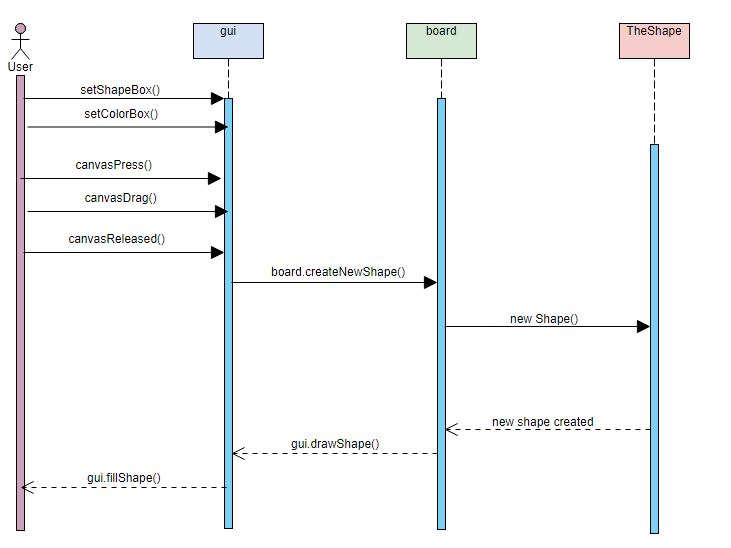 gui
board
TheShape
User
setShapeBox()
setColorBox()
canvasPress()
canvasDrag()
canvasReleased()
board.createNewShape()
new Shape()
new shape created
gui.drawShape()
gui.fillShape()